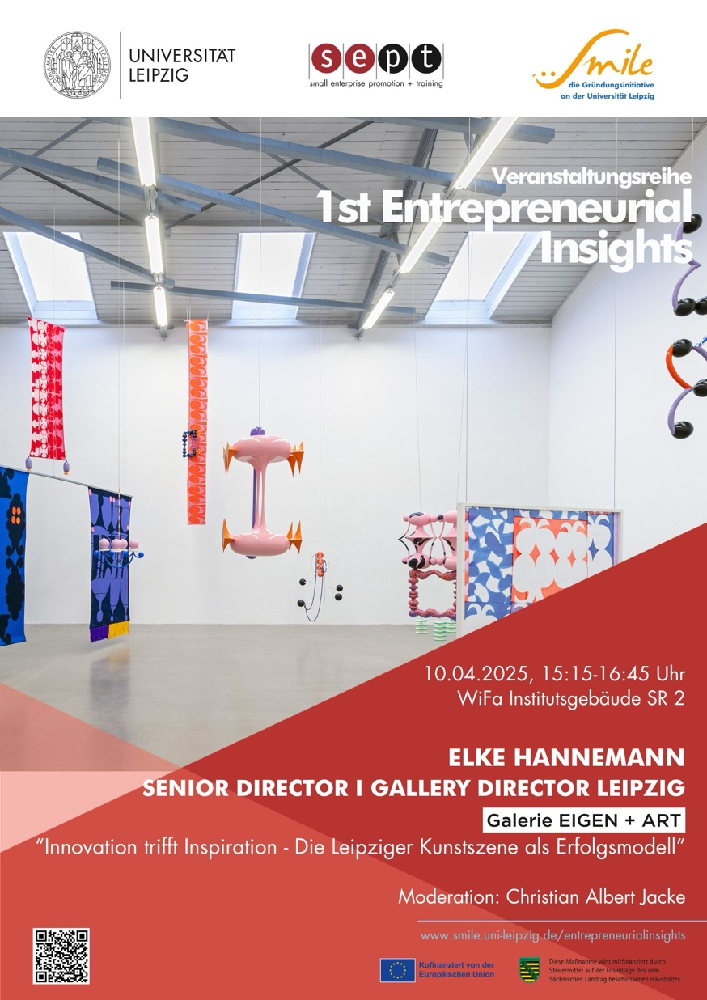 UNIVERSITÄT
LEIPZIG
sept
small enterprise promotion + training
Smile
die Gründungsinitiative
an der Universität Leipzig
Veranstaltungsreihe
1st Entrepreneurial
Insights
10.04.2025, 15:15-16:45 Uhr
WiFa Institutsgebäude SR 2
ELKE HANNEMANN
SENIOR DIRECTOR I GALLERY DIRECTOR LEIPZIG
Galerie EIGEN + ART
“Innovation trifft Inspiration - Die Leipziger Kunstszene als Erfolgsmodell”
Moderation: Christian Albert Jacke
www.smile.uni-leipzig.de/entrepreneurialinsights
Kofinanziert von der
Europäischen Union
Diese Maßnahme wird mitfinanziert durch
Steuermittel auf der Grundlage des vom
Sächsischen Landtag beschlossenen Haushaltes.